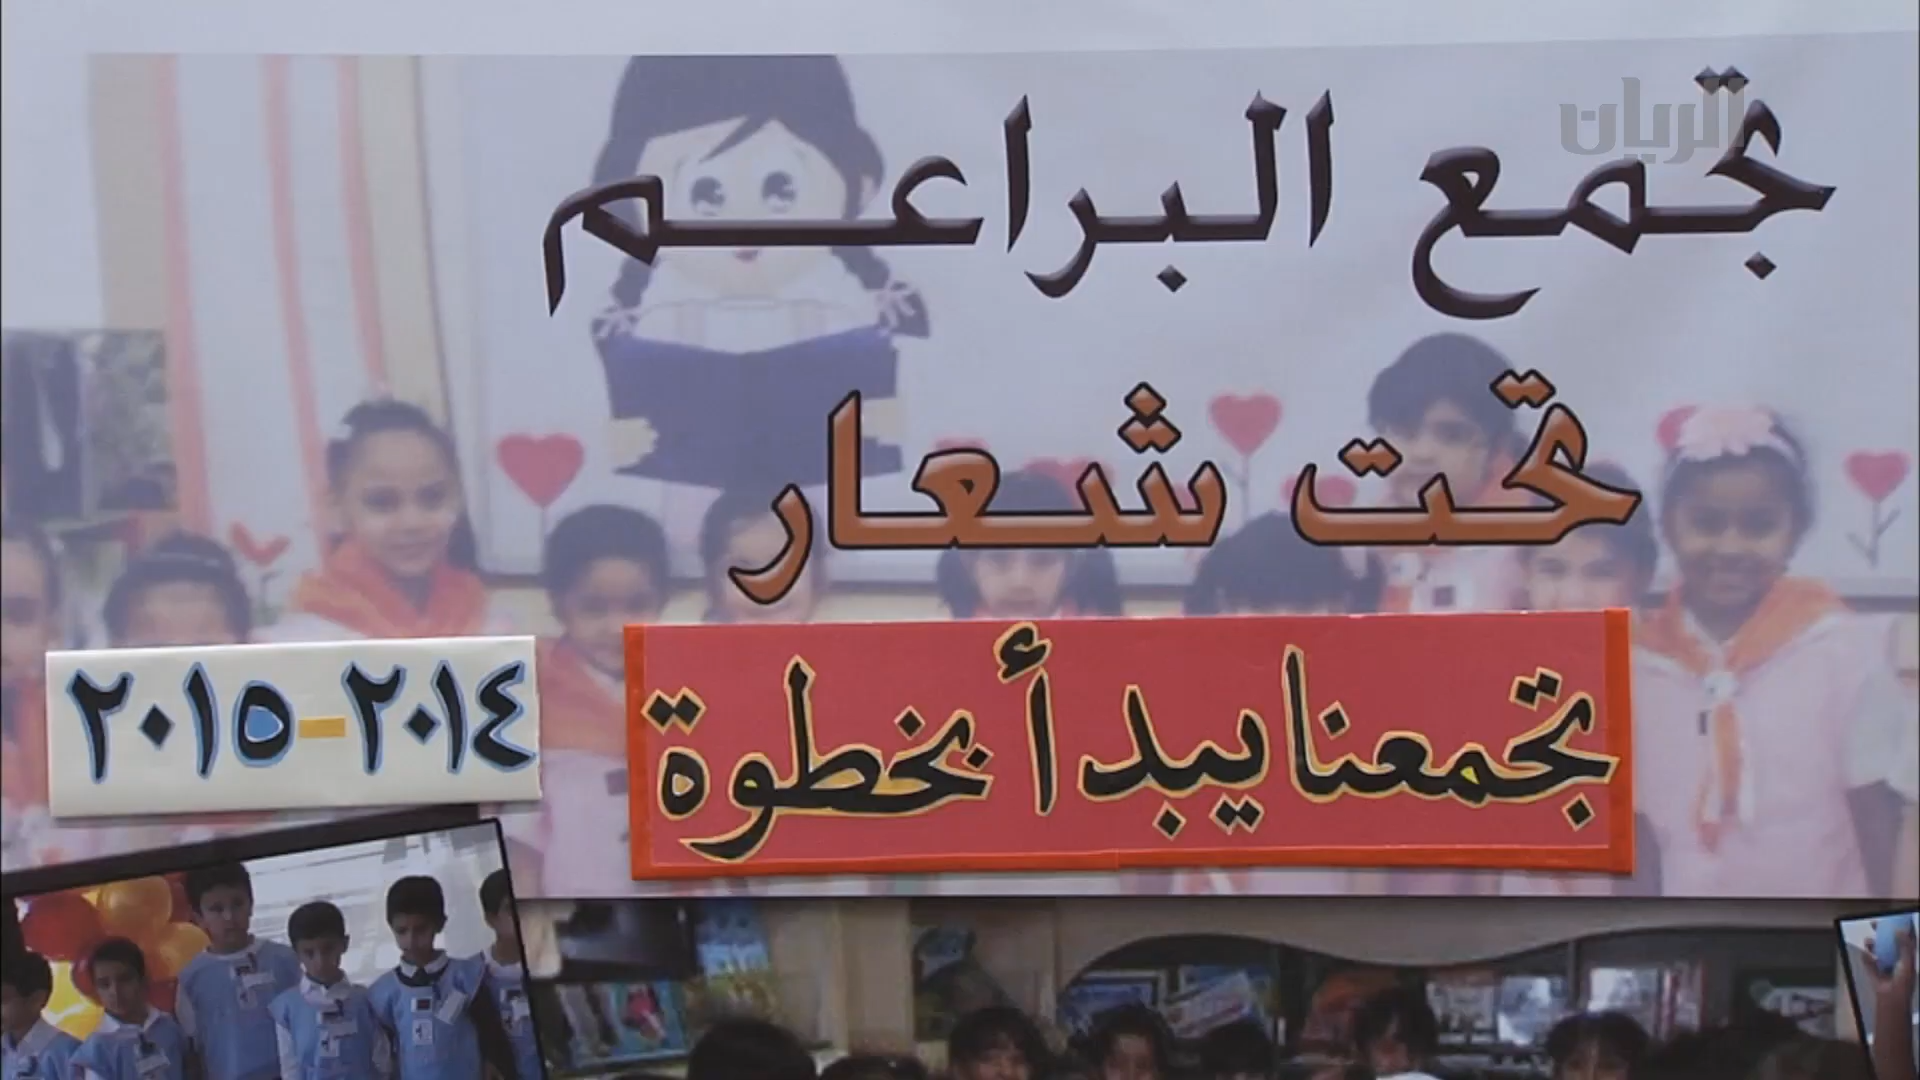 الريان
تجمع البراعم
تحت شعار
تجمعنا يبدأ بخطوة
٢٠١٤-٢٠١٥